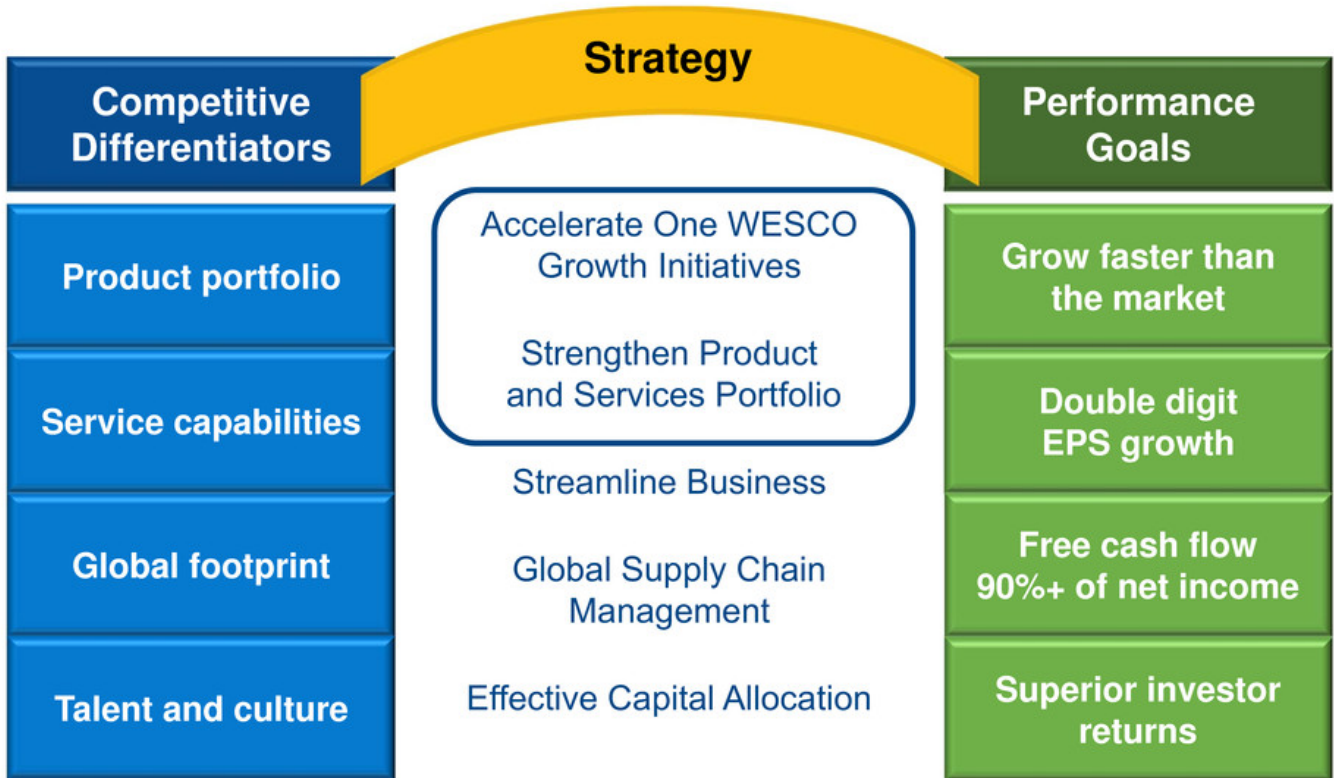 Strategy
Competitive
Differentiators
Product portfolio
Service capabilities
Global footprint
Talent and culture
Accelerate One WESCO
Growth Initiatives
Strengthen Product
and Services Portfolio
Streamline Business
Global Supply Chain
Management
Effective Capital Allocation
Performance
Goals
Grow faster than
the market
Double digit
EPS growth
Free cash flow
90%+ of net income
Superior investor
returns